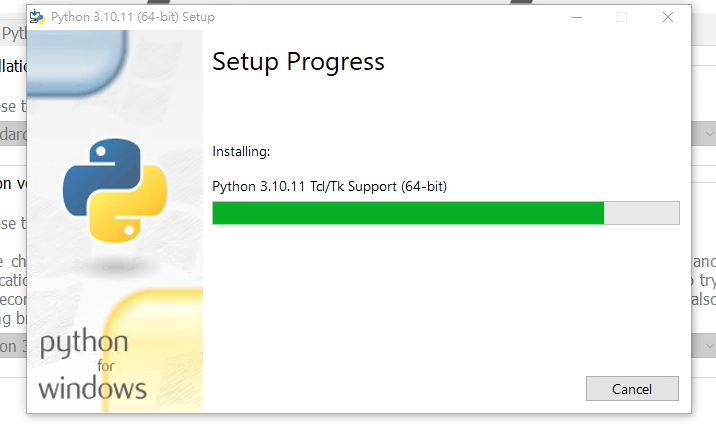 Python 3.10.11 (64-bit) Setup
Setup Progress
Installing:
Python 3.10.11 Tcl/Tk Support (64-bit)
python
for
windows
Cancel